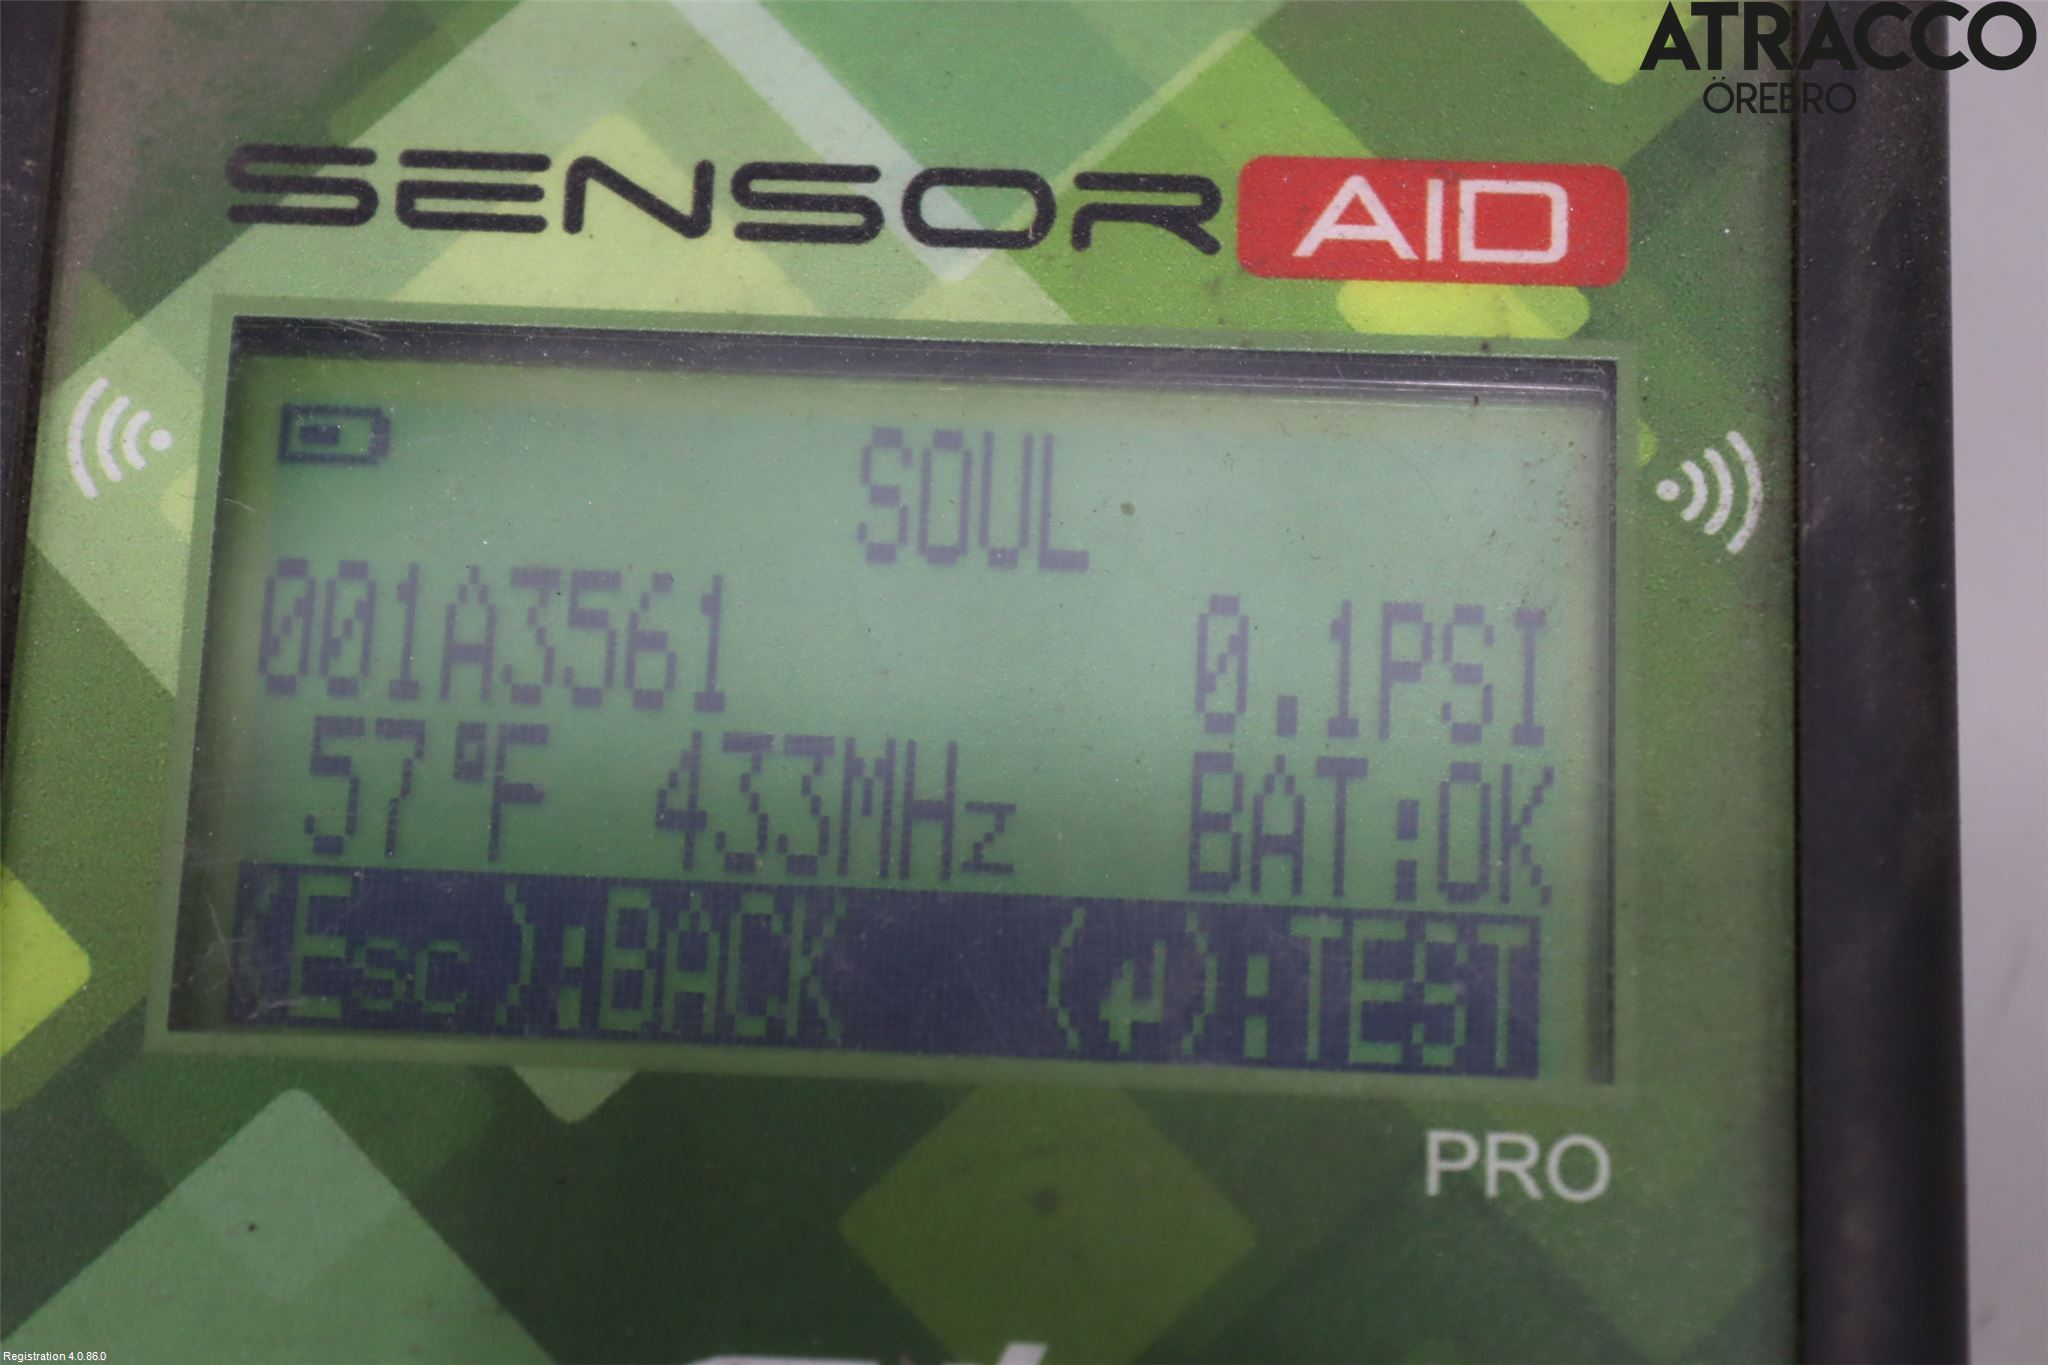 ATRACCO
ÖREBRO
SENSOR AID
SOUL
001A3561 0.1PSI
57°F 433MHz BAT:OK
(Esc):BACK (↲):TEST
PRO
Registration 4.0.86.0